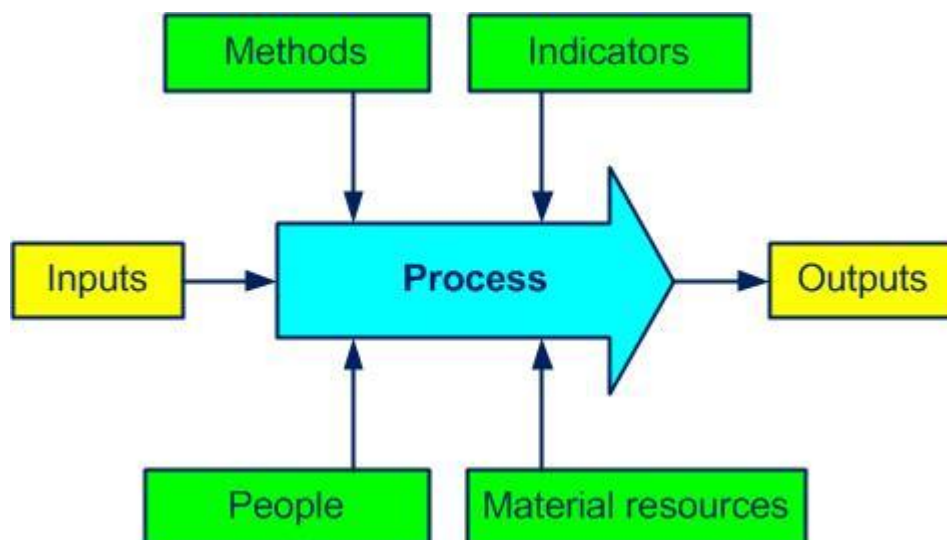 Methods
Indicators
Inputs
Process
Outputs
People
Material resources